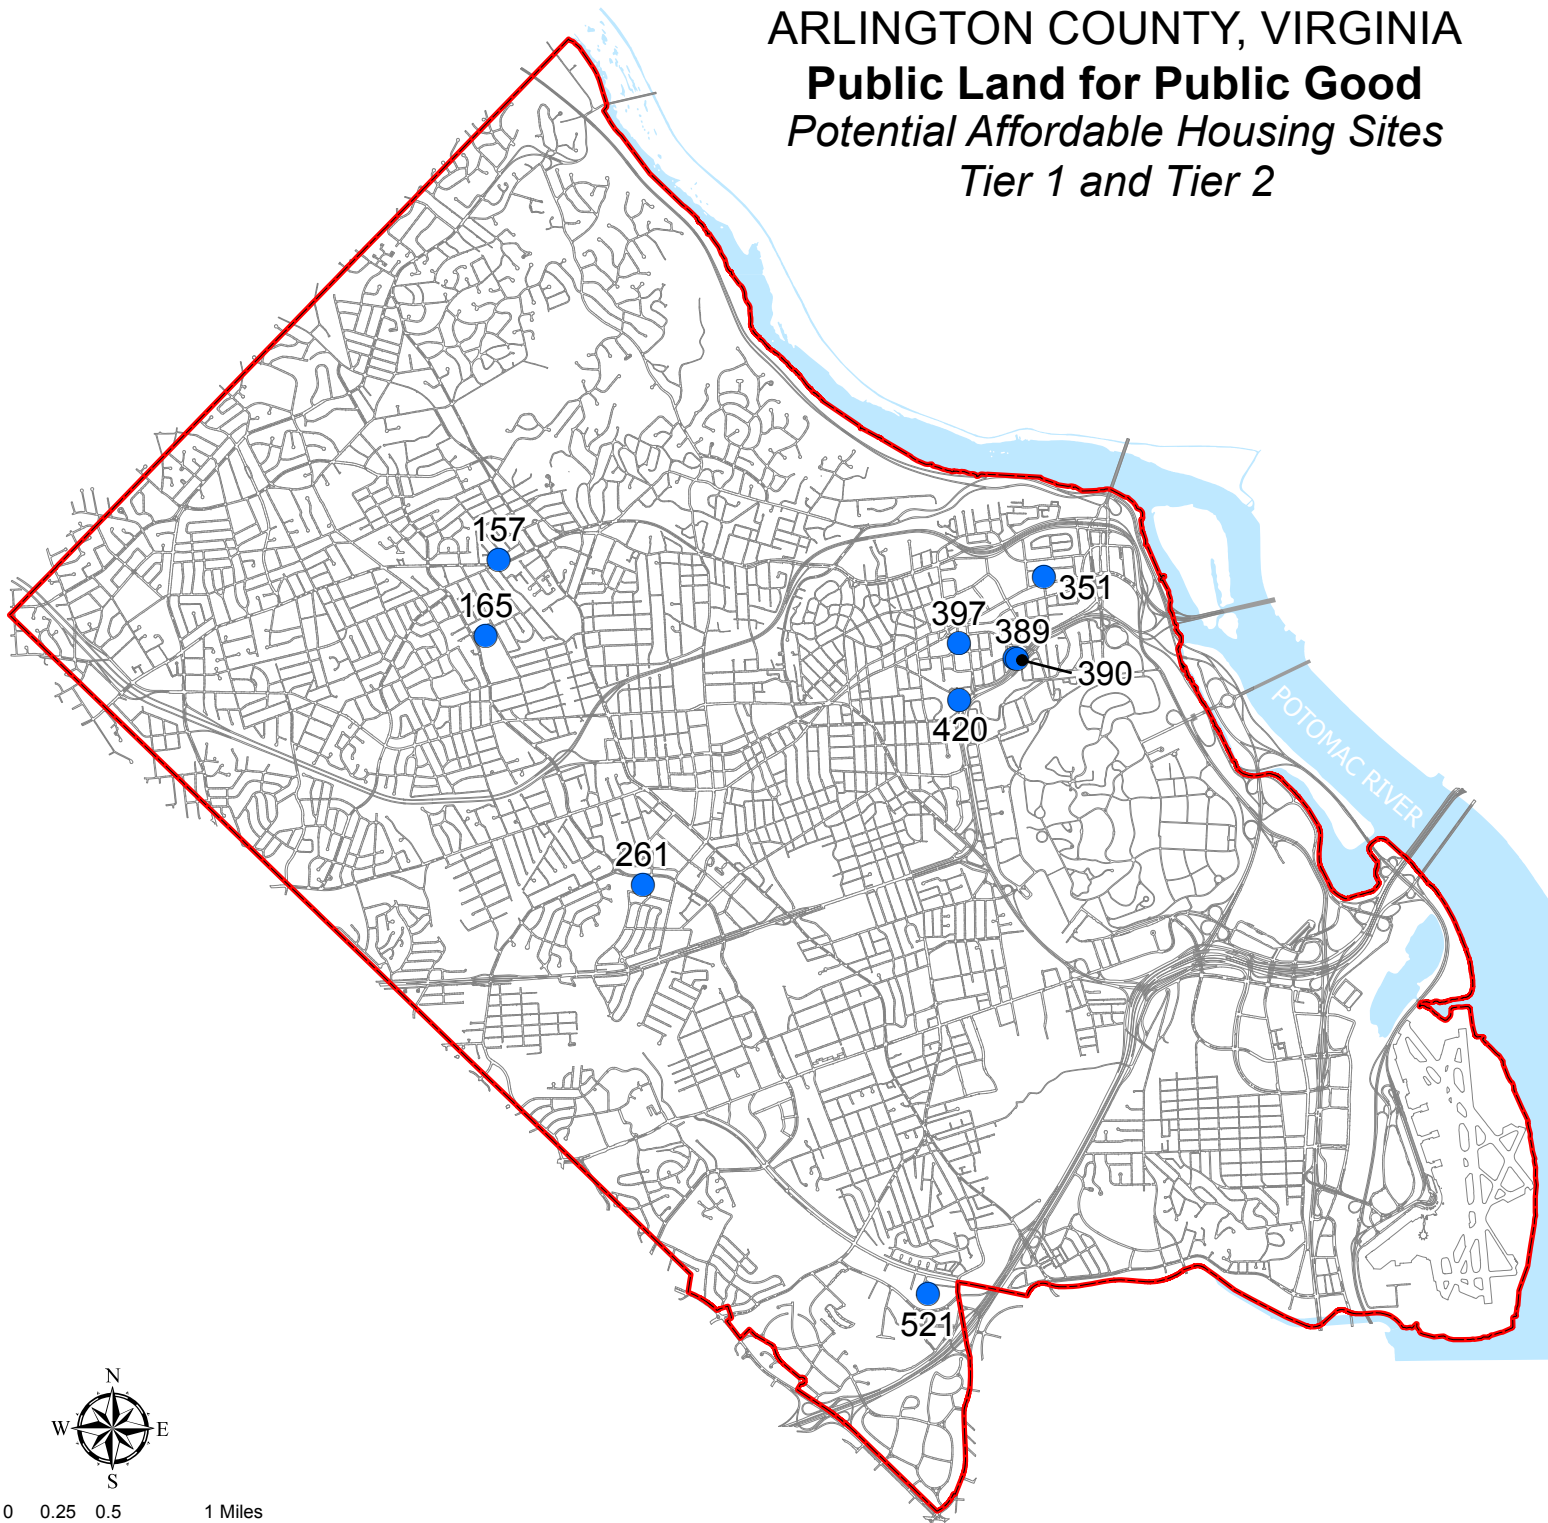 ARLINGTON COUNTY, VIRGINIA
Public Land for Public Good
Potential Affordable Housing Sites
Tier 1 and Tier 2
157
165
351
397
389
390
420
POTOMAC RIVER
261
521
N
W E
S
0 0.25 0.5 1 Miles